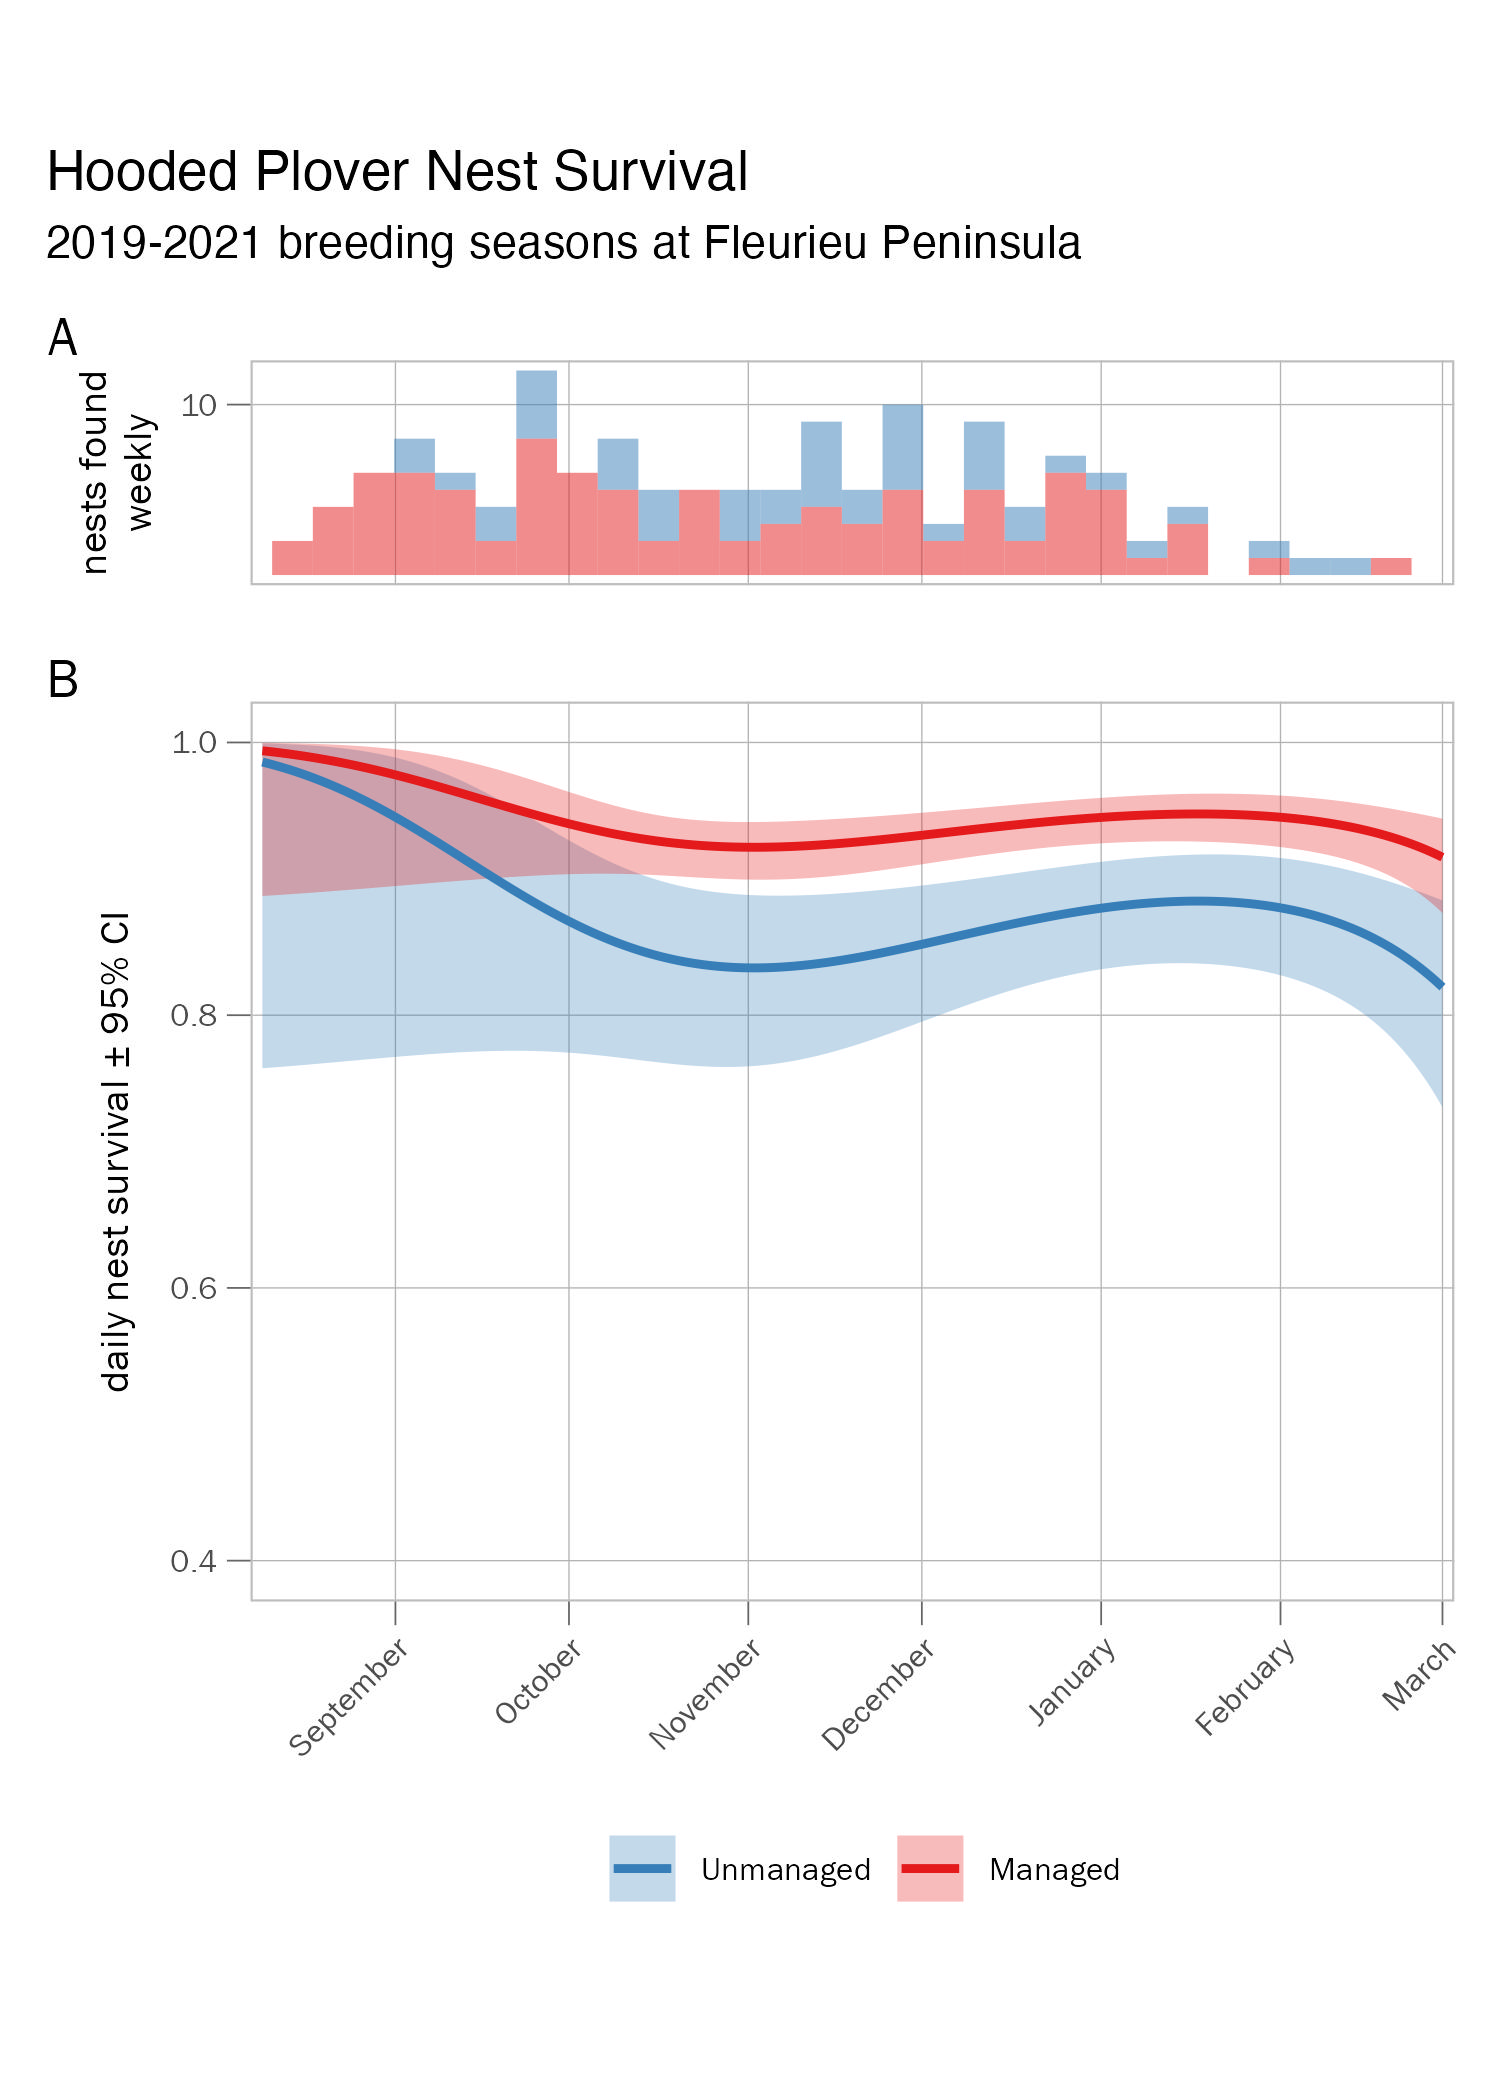 Hooded Plover Nest Survival
2019-2021 breeding seasons at Fleurieu Peninsula
A
nests found
weekly
10
B
daily nest survival ± 95% CI
1.0
0.8
0.6
0.4
September
October
November
December
January
February
March
Unmanaged
Managed